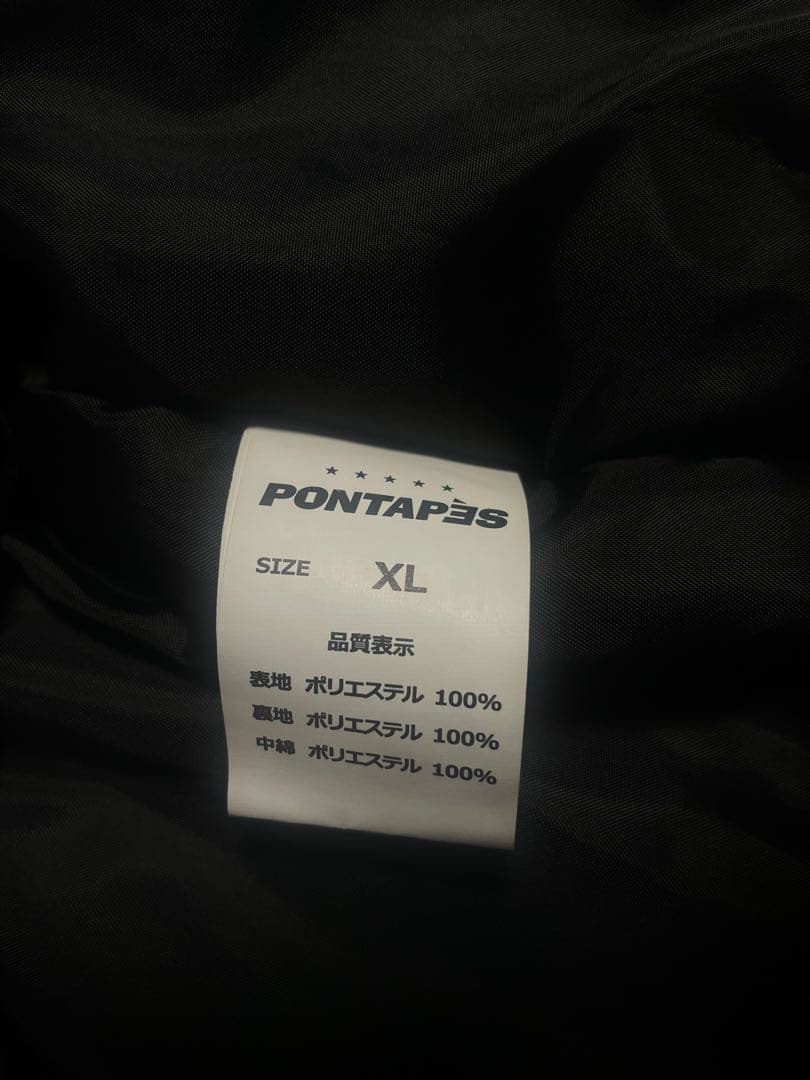 ★★★★★
PONTAPÈS
SIZE XL
品質表示
表地 ポリエステル 100%
裏地 ポリエステル 100%
中綿 ポリエステル 100%